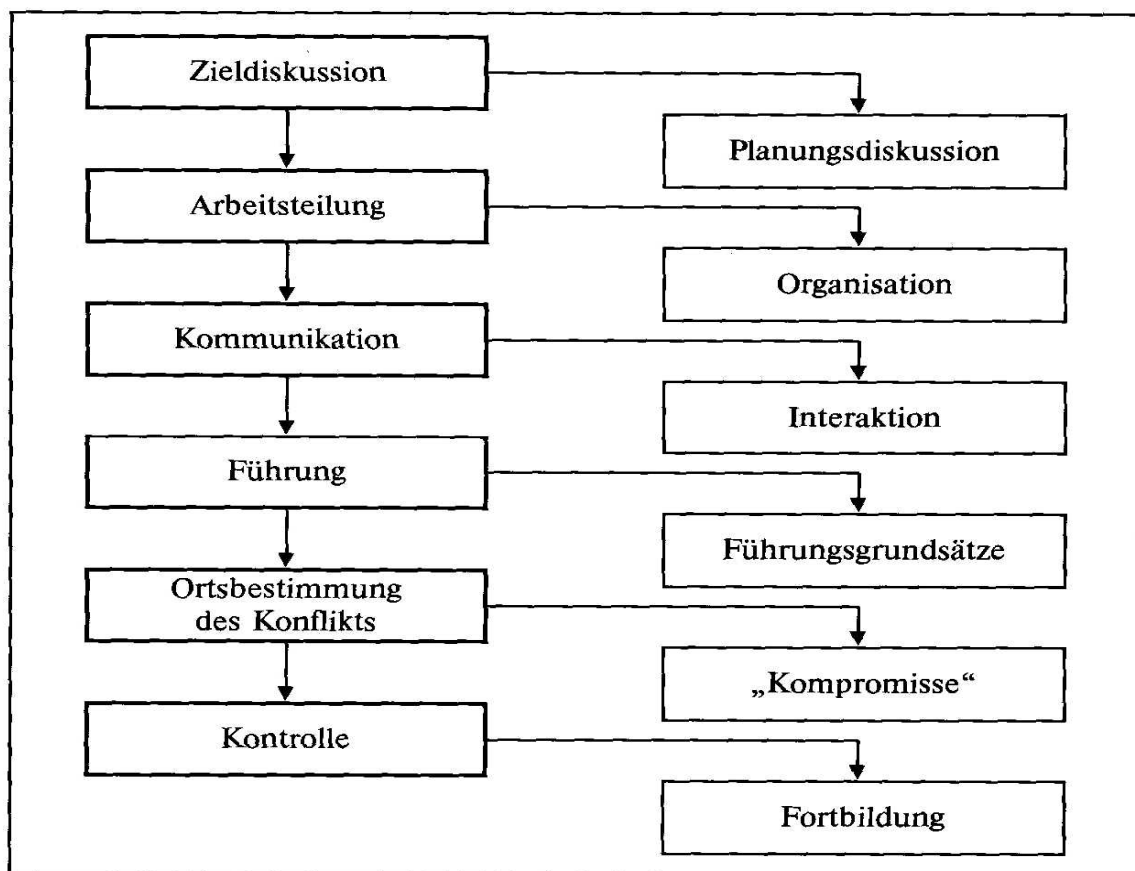 Zieldiskussion
Planungsdiskussion
Arbeitsteilung
Organisation
Kommunikation
Interaktion
Führung
Führungsgrundsätze
Ortsbestimmung
des Konflikts
„Kompromisse“
Kontrolle
Fortbildung